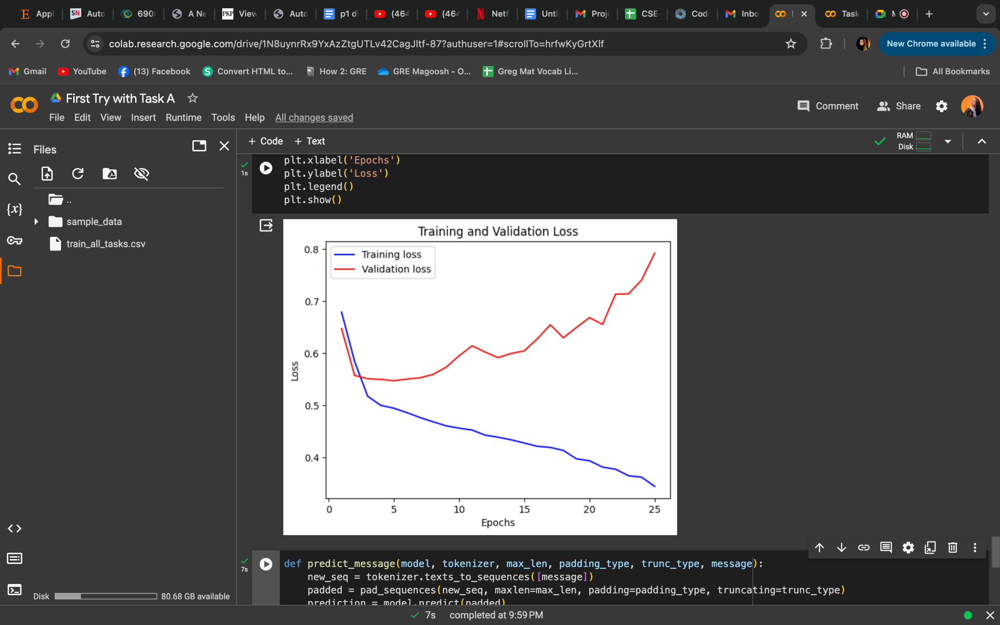 Appl
SN Auto
690
A Ne
PKP View
Auto
p1 di
(464
(464
Netf
Unti
Proj
CSE
Cod
Inbo
Task
colab.research.google.com/drive/1N8uynrRx9YxAzZtgUTLv42CagJltf-87?authuser=1#scrollTo=hrfwKyGrtXlf
New Chrome available
Gmail
YouTube
(13) Facebook
Convert HTML to...
How 2: GRE
GRE Magoosh - O...
Greg Mat Vocab Li...
All Bookmarks
First Try with Task A
Comment
Share
File Edit View Insert Runtime Tools Help All changes saved
Files
+ Code + Text
RAM
Disk
..
sample_data
train_all_tasks.csv
{x}
1s
plt.xlabel('Epochs')
plt.ylabel('Loss')
plt.legend()
plt.show()
Training and Validation Loss
Training loss
Validation loss
0.8
0.7
0.6
0.5
0.4
Loss
0 5 10 15 20 25
Epochs
7s
def predict_message(model, tokenizer, max_len, padding_type, trunc_type, message):
new_seq = tokenizer.texts_to_sequences([message])
padded = pad_sequences(new_seq, maxlen=max_len, padding=padding_type, truncating=trunc_type)
prediction = model.predict(padded)
Disk 80.68 GB available
7s completed at 9:59 PM